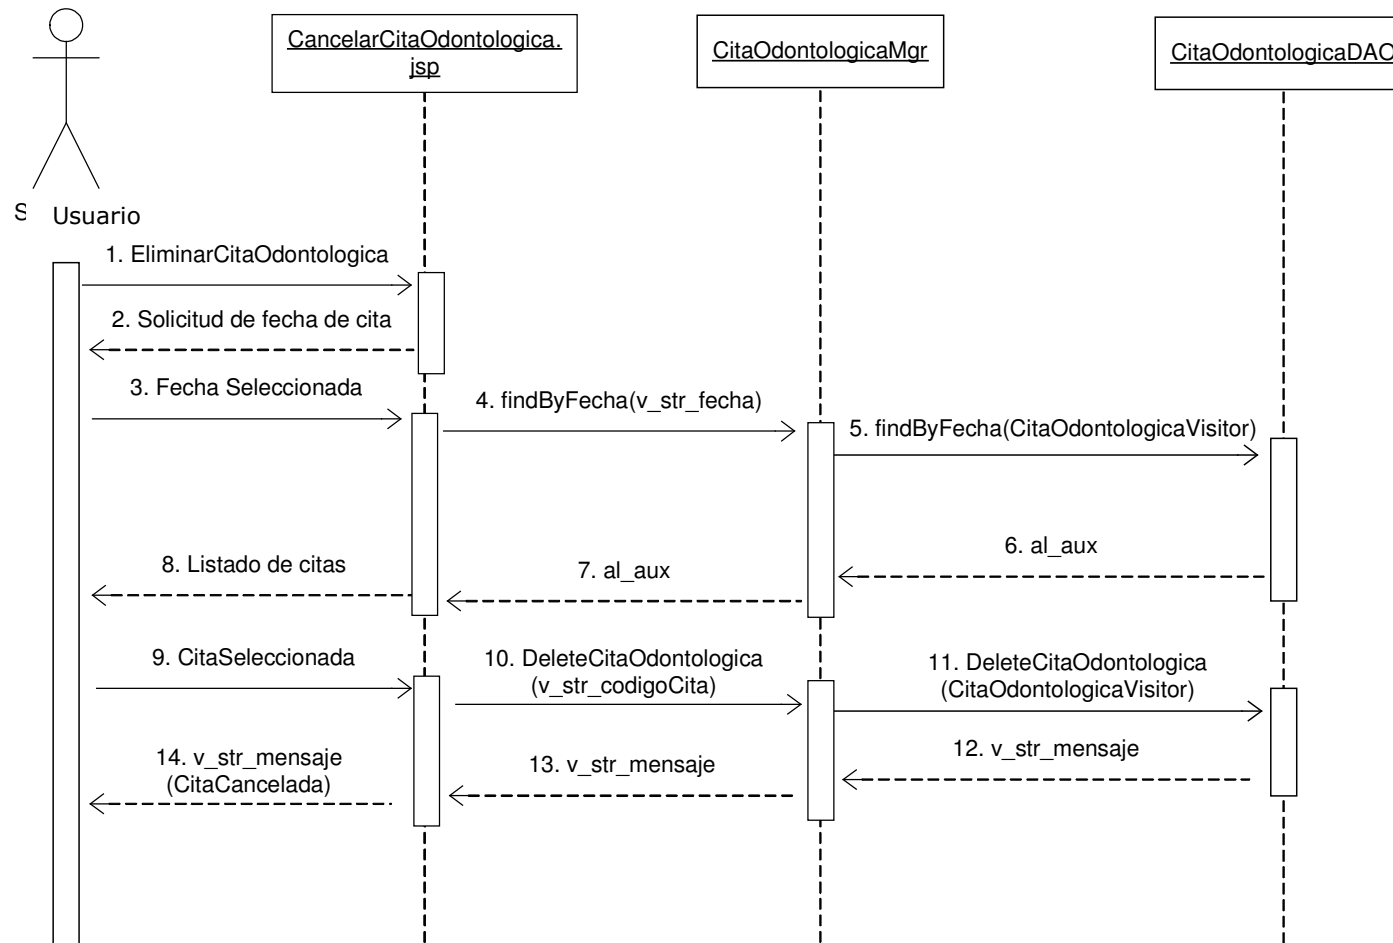 CancelarCitaOdontologica.
jsp
CitaOdontologicaMgr
CitaOdontologicaDAO
S Usuario
1. EliminarCitaOdontologica
2. Solicitud de fecha de cita
3. Fecha Seleccionada
4. findByFecha(v_str_fecha)
5. findByFecha(CitaOdontologicaVisitor)
6. al_aux
7. al_aux
8. Listado de citas
9. CitaSeleccionada
10. DeleteCitaOdontologica
(v_str_codigoCita)
11. DeleteCitaOdontologica
(CitaOdontologicaVisitor)
12. v_str_mensaje
13. v_str_mensaje
14. v_str_mensaje
(CitaCancelada)